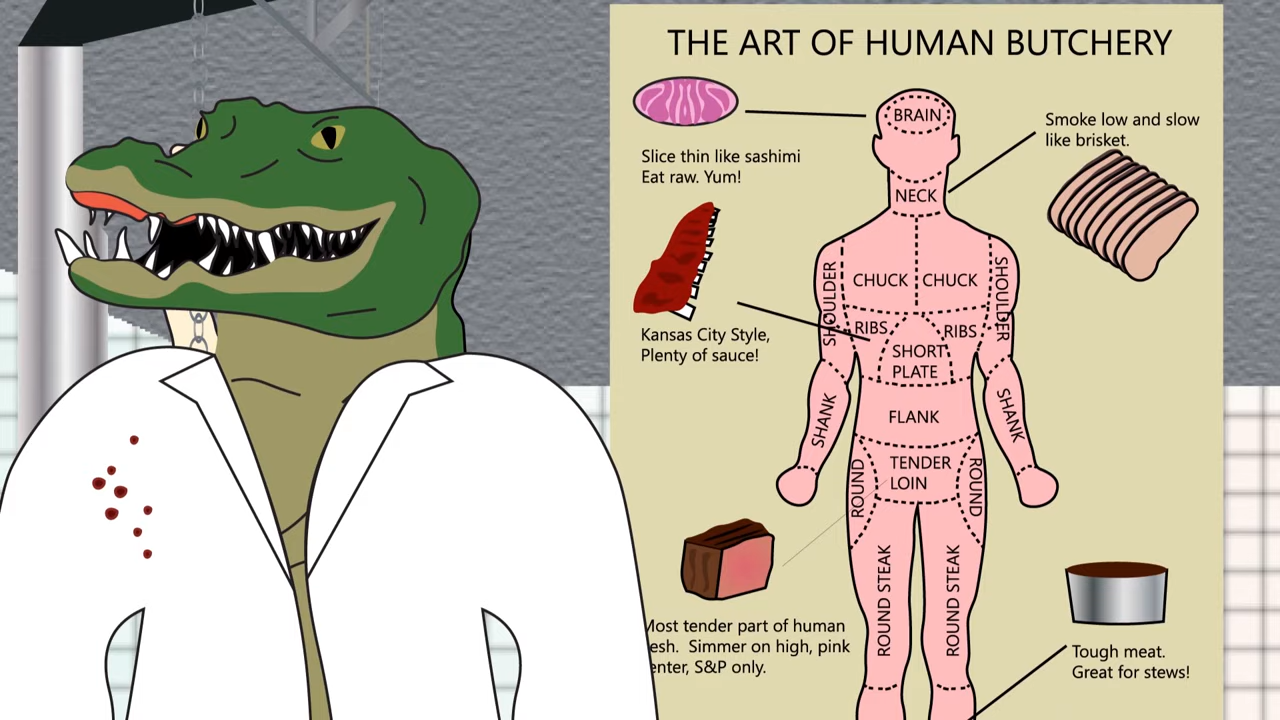 THE ART OF HUMAN BUTCHERY
BRAIN
Slice thin like sashimi
Eat raw. Yum!
Smoke low and slow
like brisket.
NECK
SHOULDER
CHUCK
CHUCK
SHOULDER
RIBS
RIBS
Kansas City Style,
Plenty of sauce!
SHORT
PLATE
SHANK
FLANK
SHANK
ROUND
TENDER
LOIN
ROUND
ROUND STEAK
ROUND STEAK
Most tender part of human
esh. Simmer on high, pink
enter, S&P only.
Tough meat.
Great for stews!